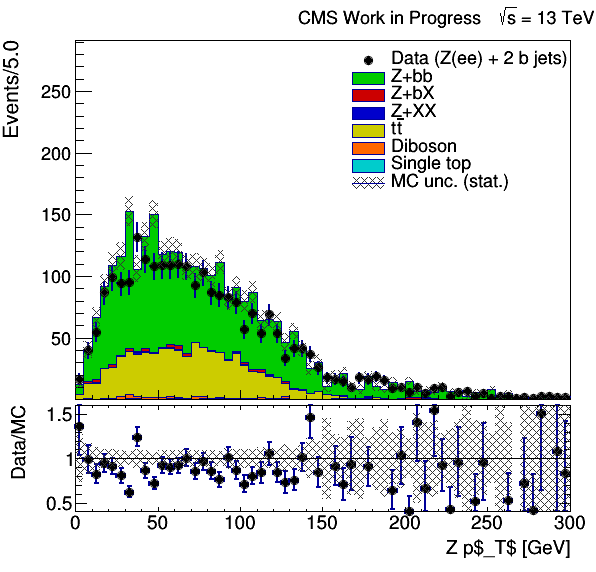 CMS Work in Progress √s = 13 TeV
Events/5.0
Data (Z(ee) + 2 b jets)
Z+bb
Z+bX
Z+XX
tt̄
Diboson
Single top
MC unc. (stat.)
250
200
150
100
50
Data/MC
1.5
1
0.5
0 50 100 150 200 250 300
Z p$_T$ [GeV]